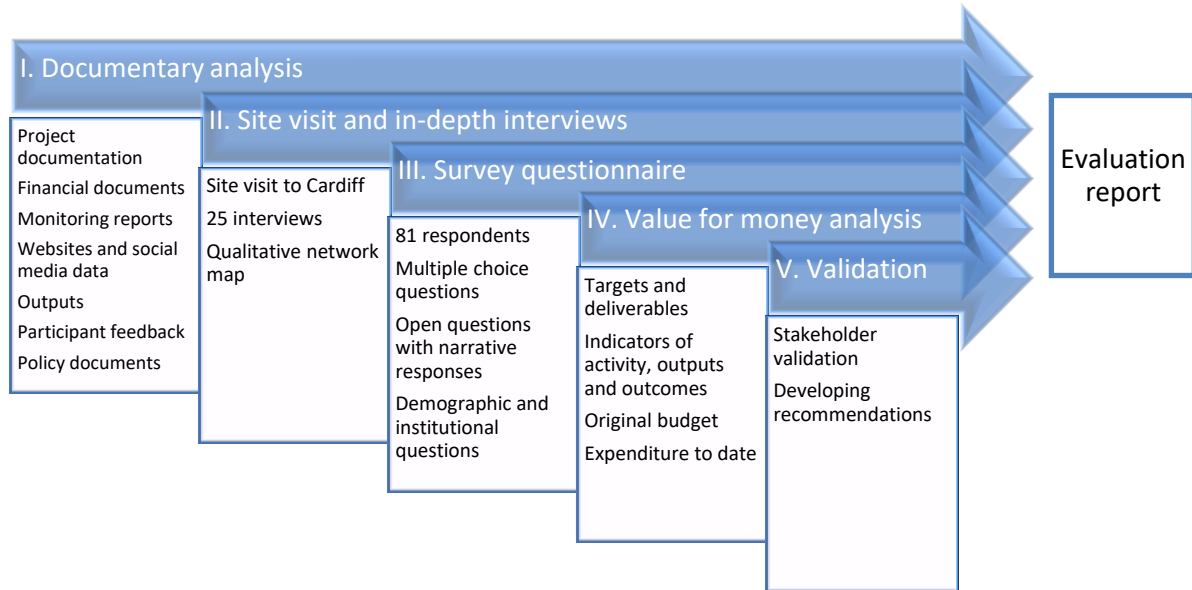 I. Documentary analysis
Project
documentation
Financial documents
Monitoring reports
Websites and social
media data
Outputs
Participant feedback
Policy documents
II. Site visit and in-depth interviews
Site visit to Cardiff
25 interviews
Qualitative network
map
III. Survey questionnaire
81 respondents
Multiple choice
questions
Open questions
with narrative
responses
Demographic and
institutional
questions
IV. Value for money analysis
Targets and
deliverables
Indicators of
activity, outputs
and outcomes
Original budget
Expenditure to date
V. Validation
Stakeholder
validation
Developing
recommendations
Evaluation
report